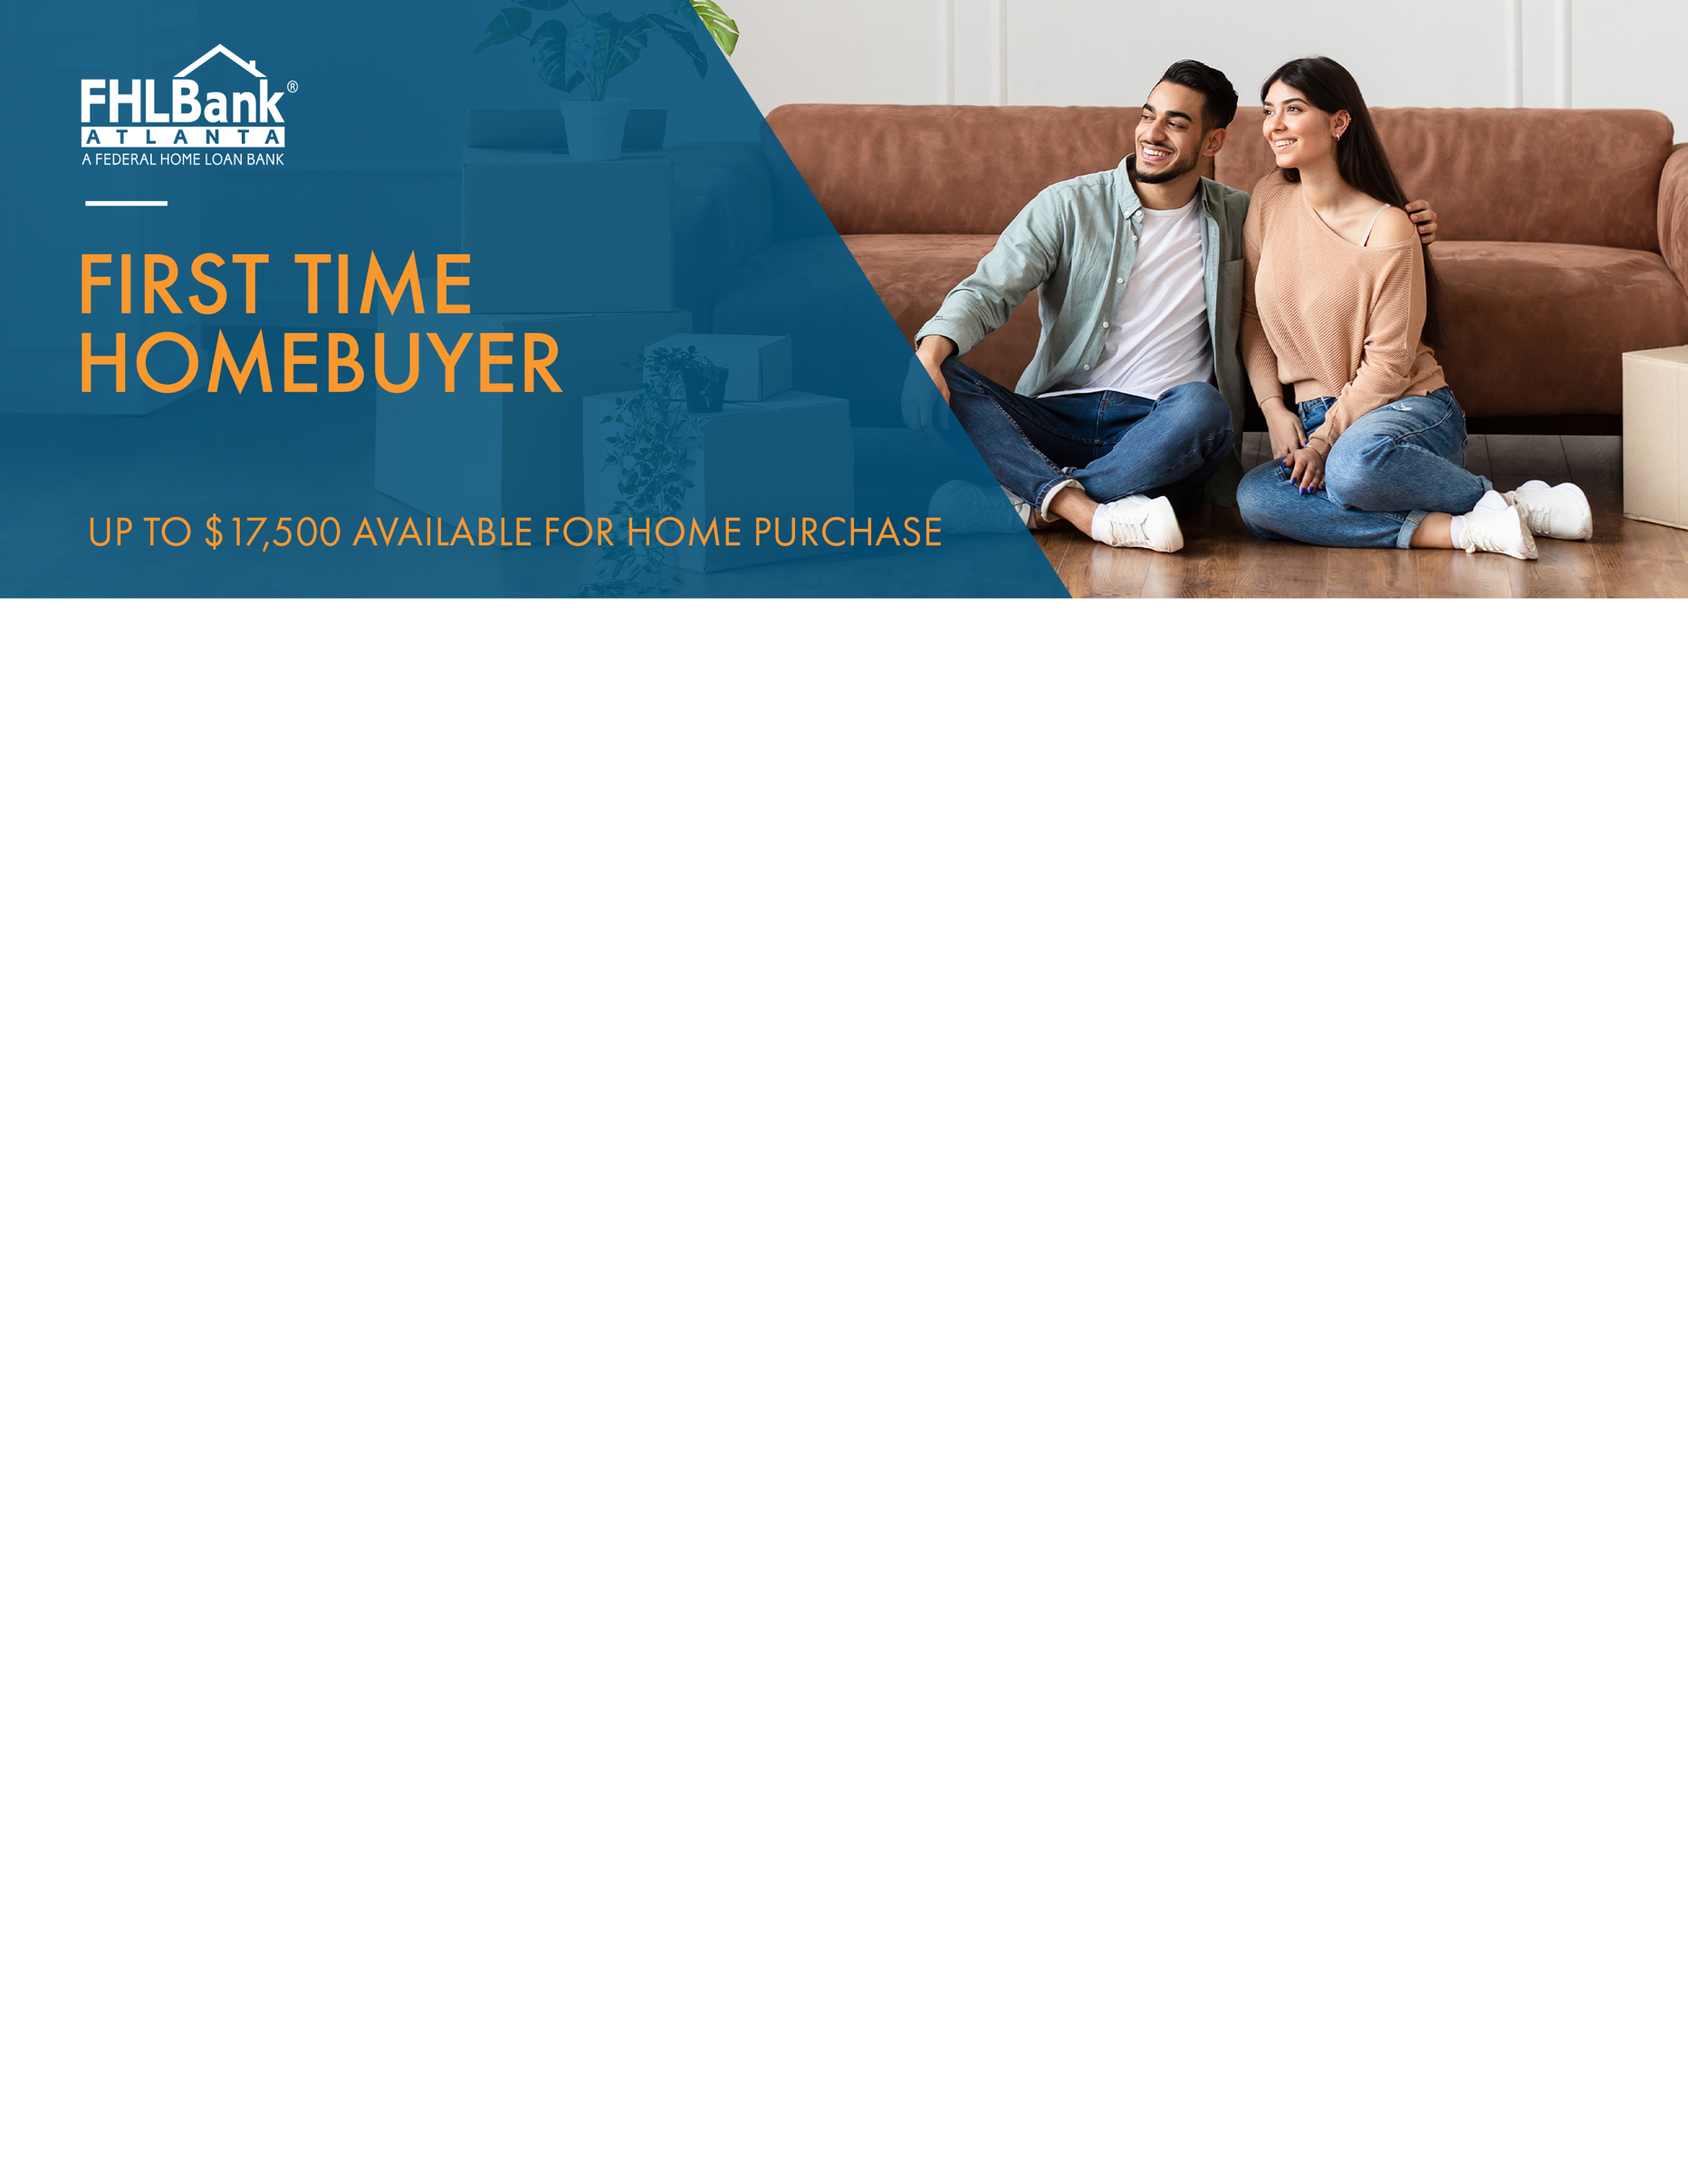 FHLBank®
ATLANTA
A FEDERAL HOME LOAN BANK
FIRST TIME
HOMEBUYER
UP TO $17,500 AVAILABLE FOR HOME PURCHASE